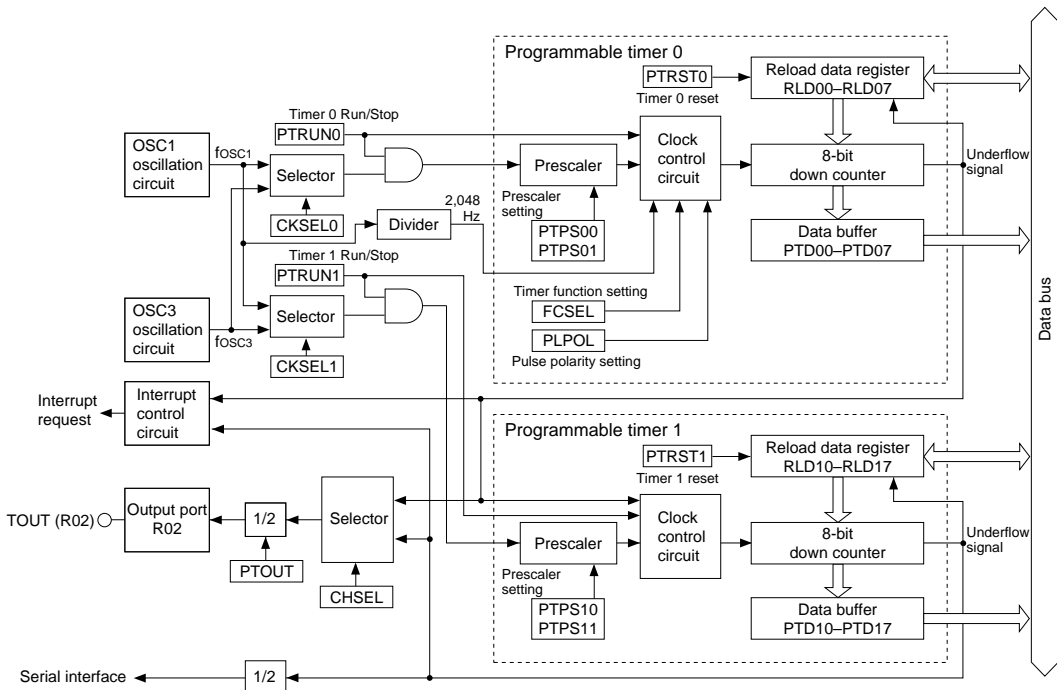 Programmable timer 0
PTRST0
Timer 0 reset
Reload data register
RLD00–RLD07
Timer 0 Run/Stop
PTRUN0
OSC1
oscillation
circuit
fOSC1
Selector
CKSEL0
Prescaler
Prescaler
setting
PTPS00
PTPS01
Clock
control
circuit
8-bit
down counter
Underflow
signal
Data buffer
PTD00–PTD07
Divider
2,048
Hz
Timer 1 Run/Stop
PTRUN1
OSC3
oscillation
circuit
fOSC3
Selector
CKSEL1
Timer function setting
FCSEL
PLPOL
Pulse polarity setting
Data bus
Interrupt
request
Interrupt
control
circuit
Programmable timer 1
PTRST1
Timer 1 reset
Reload data register
RLD10–RLD17
TOUT (R02)
Output port
R02
1/2
PTOUT
Selector
CHSEL
Prescaler
Prescaler
setting
PTPS10
PTPS11
Clock
control
circuit
8-bit
down counter
Underflow
signal
Data buffer
PTD10–PTD17
Serial interface
1/2